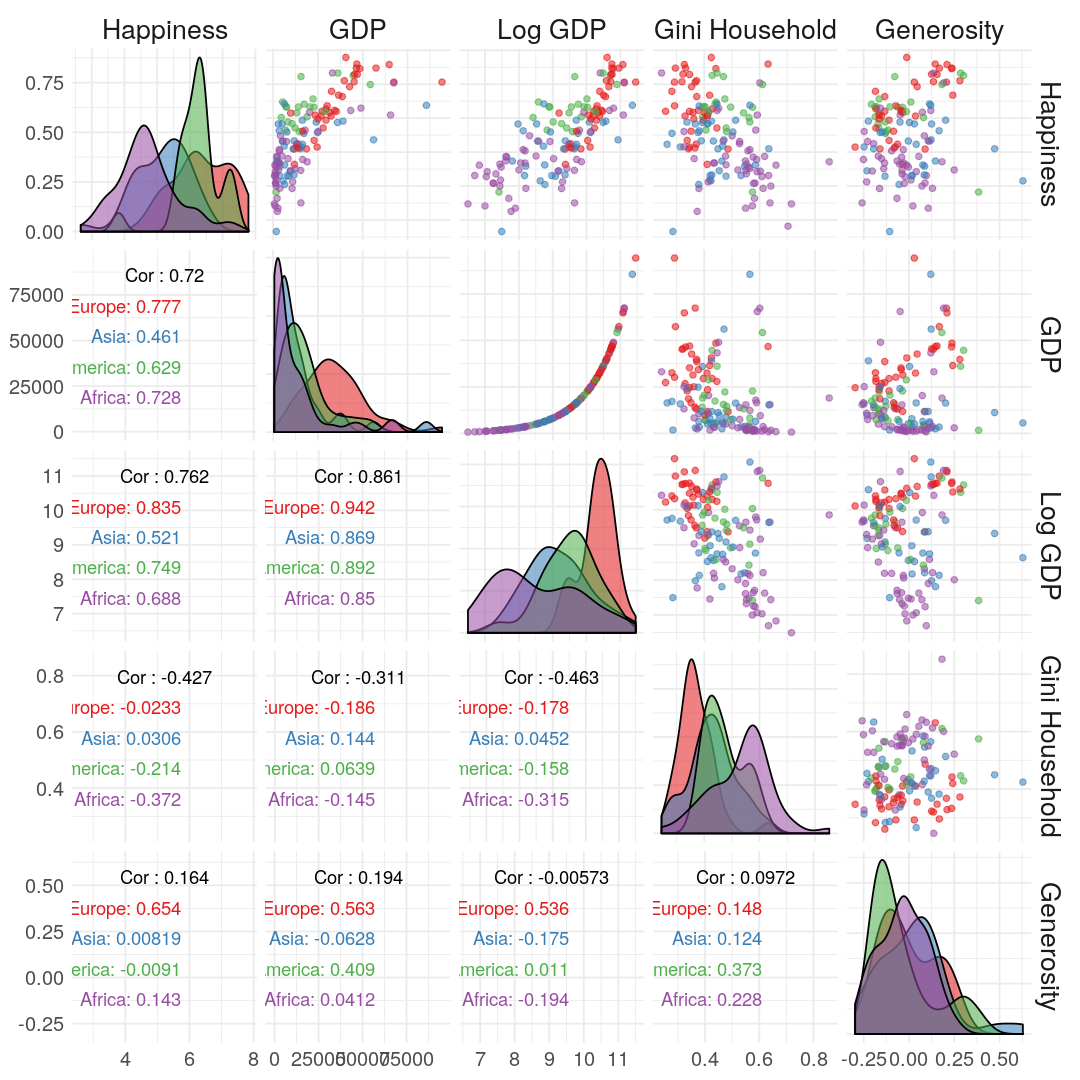 Happiness GDP Log GDP Gini Household Generosity
0.75
0.50
0.25
0.00
Happiness
75000
50000
25000
0
Cor : 0.72
Europe: 0.777
Asia: 0.461
merica: 0.629
Africa: 0.728
GDP
11
10
9
8
7
Cor : 0.762
Europe: 0.835
Asia: 0.521
merica: 0.749
Africa: 0.688
Cor : 0.861
Europe: 0.942
Asia: 0.869
merica: 0.892
Africa: 0.85
Log GDP
0.8
0.6
0.4
Cor : -0.427
urope: -0.0233
Asia: 0.0306
merica: -0.214
Africa: -0.372
Cor : -0.311
Europe: -0.186
Asia: 0.144
nerica: 0.0639
Africa: -0.145
Cor : -0.463
Europe: -0.178
Asia: 0.0452
merica: -0.158
Africa: -0.315
Gini Household
0.50
0.25
0.00
-0.25
Cor : 0.164
Europe: 0.654
Asia: 0.00819
erica: -0.0091
Africa: 0.143
Cor : 0.194
Europe: 0.563
Asia: -0.0628
merica: 0.409
Africa: 0.0412
Cor : -0.00573
Europe: 0.536
Asia: -0.175
merica: 0.011
Africa: -0.194
Cor : 0.0972
Europe: 0.148
Asia: 0.124
merica: 0.373
Africa: 0.228
Generosity
4 6 8 0 25000 50000 75000 7 8 9 10 11 0.4 0.6 0.8 -0.25 0.00 0.25 0.50